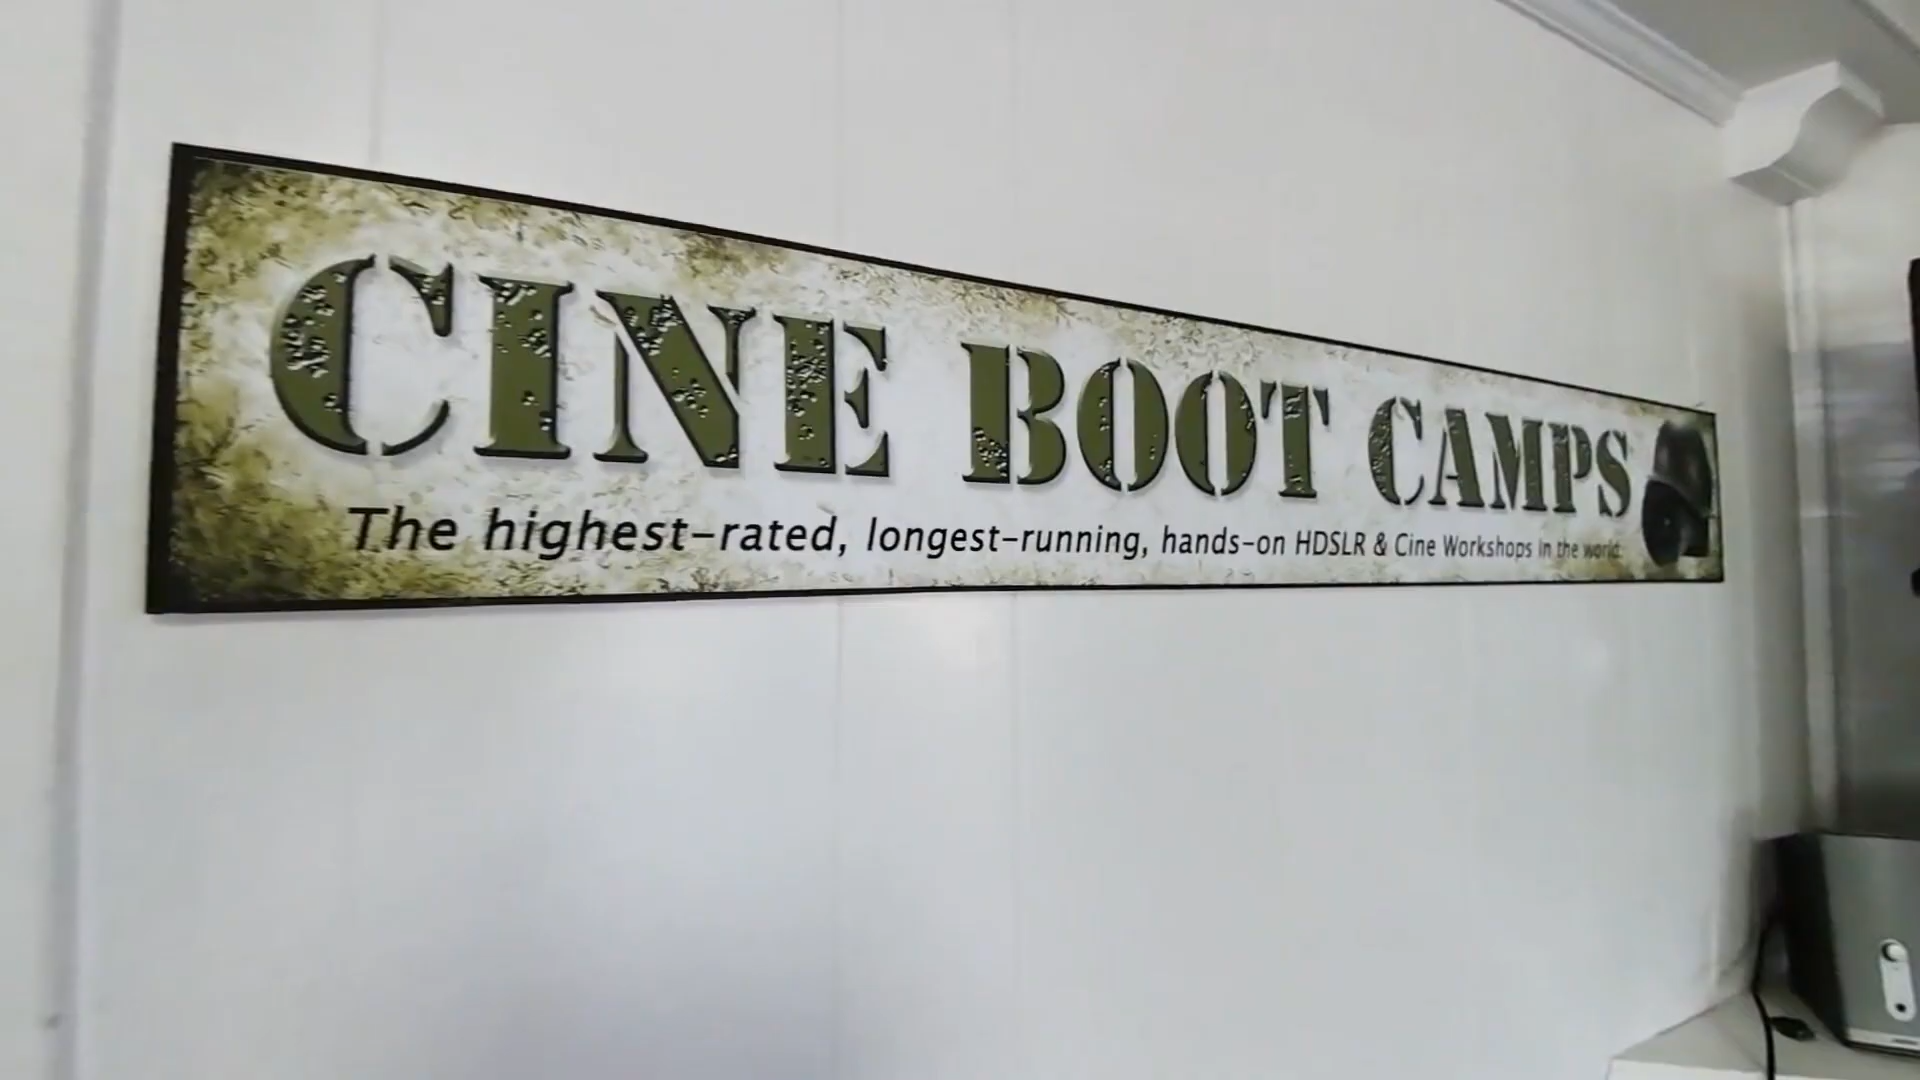 CINE BOOT CAMPS
The highest-rated, longest-running, hands-on HDSLR & Cine Workshops in the world.